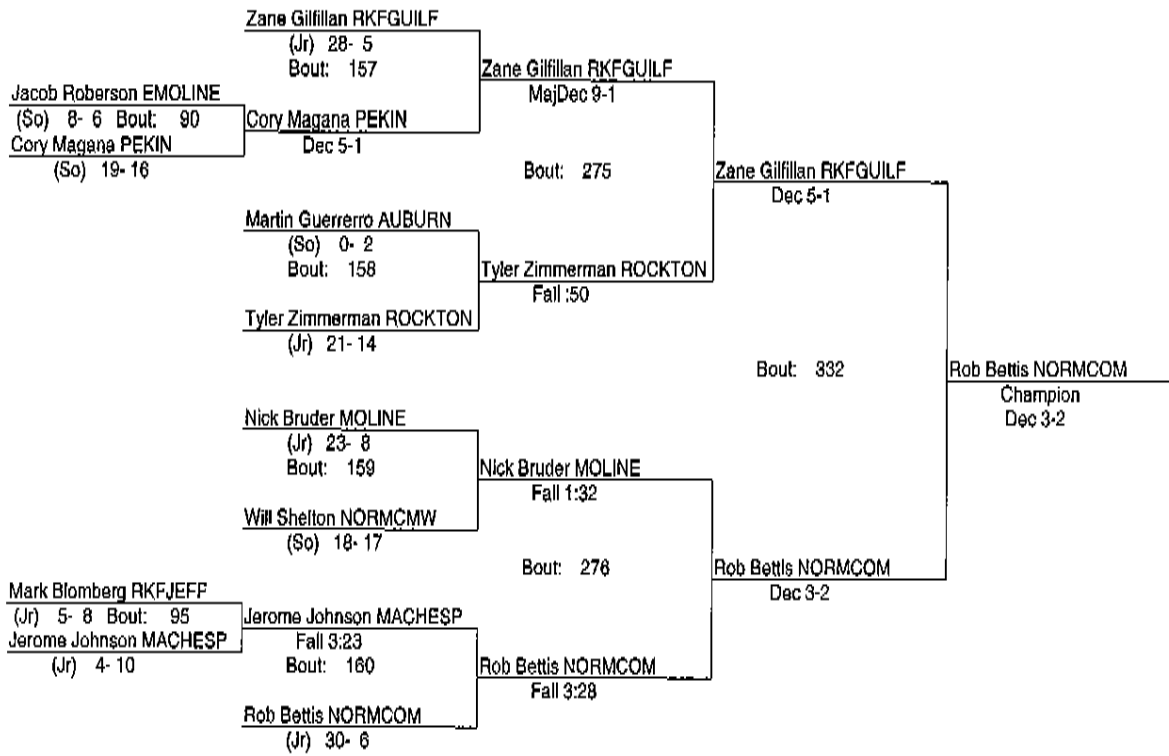 Zane Gilfillan RKFGUILF
(Jr) 28- 5
Bout: 157
Zane Gilfillan RKFGUILF
MajDec 9-1
Jacob Roberson EMOLINE
(So) 8- 6 Bout: 90
Cory Magana PEKIN
(So) 19- 16
Cory Magana PEKIN
Dec 5-1
Bout: 275
Zane Gilfillan RKFGUILF
Dec 5-1
Martin Guerrerro AUBURN
(So) 0- 2
Bout: 158
Tyler Zimmerman ROCKTON
Fall :50
Tyler Zimmerman ROCKTON
(Jr) 21- 14
Bout: 332
Rob Bettis NORMCOM
Champion
Dec 3-2
Nick Bruder MOLINE
(Jr) 23- 8
Bout: 159
Nick Bruder MOLINE
Fall 1:32
Will Shelton NORMCMW
(So) 18- 17
Bout: 276
Rob Bettis NORMCOM
Dec 3-2
Mark Blomberg RKFJEFF
(Jr) 5- 8 Bout: 95
Jerome Johnson MACHESP
(Jr) 4- 10
Jerome Johnson MACHESP
Fall 3:23
Bout: 160
Rob Bettis NORMCOM
Fall 3:28
Rob Bettis NORMCOM
(Jr) 30- 6